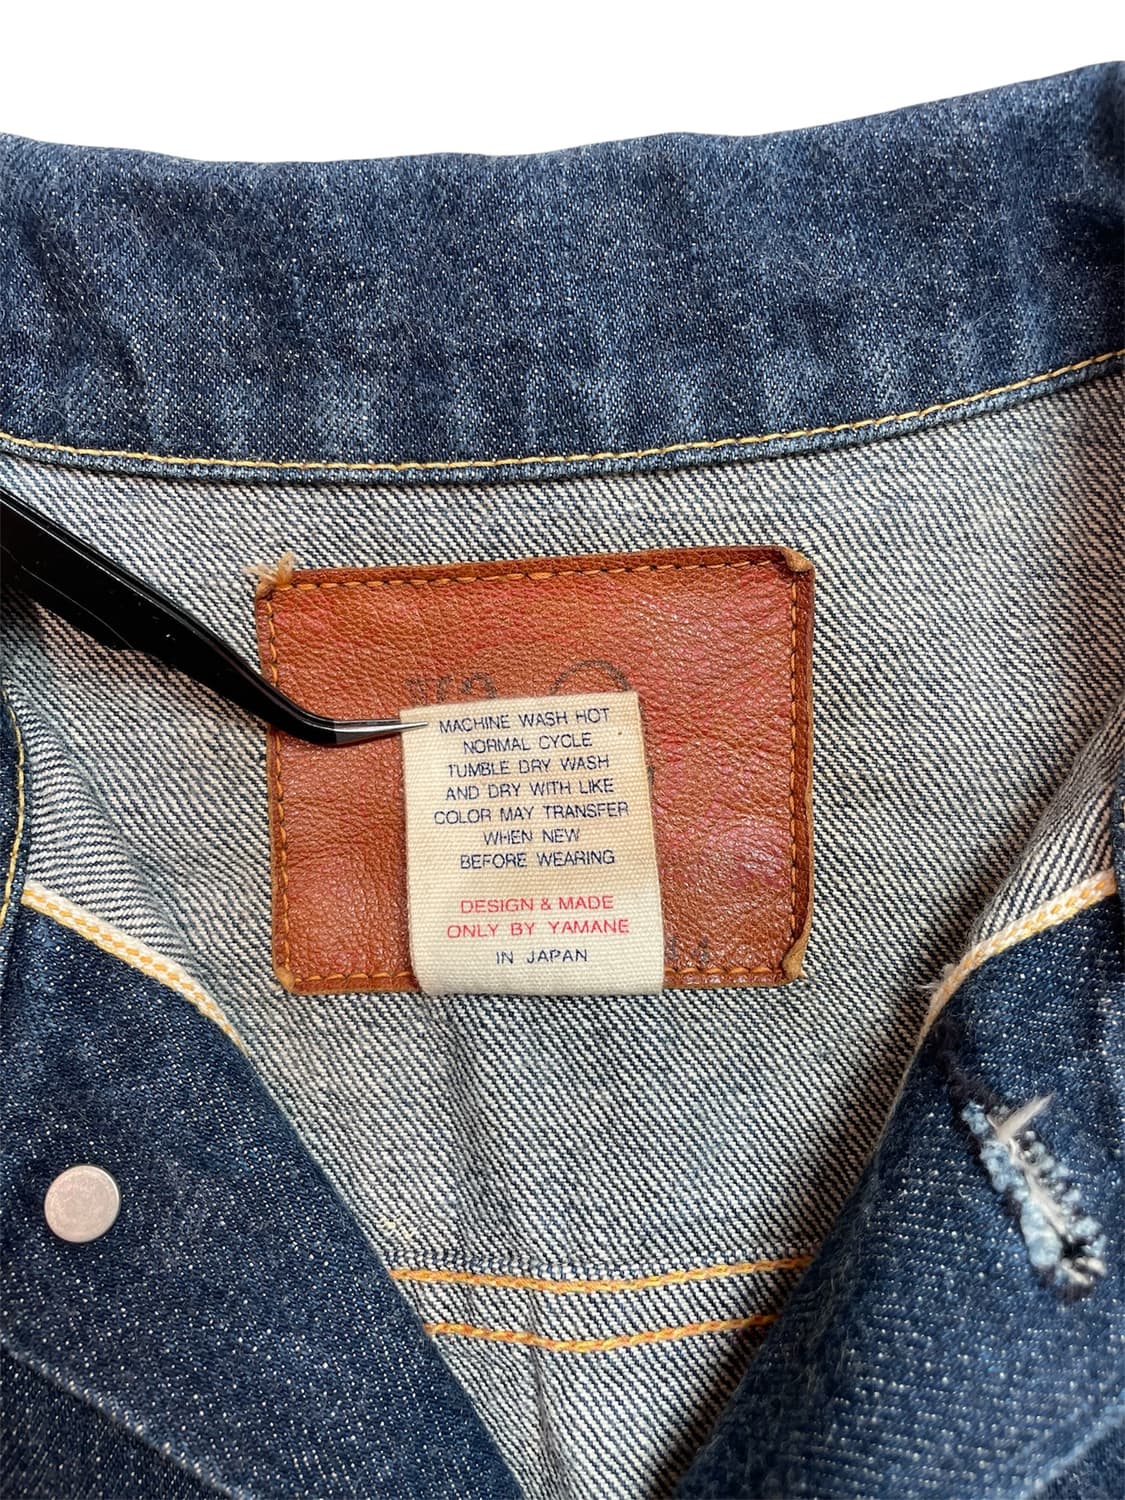 MACHINE WASH HOT
NORMAL CYCLE
TUMBLE DRY WASH
AND DRY WITH LIKE
COLOR MAY TRANSFER
WHEN NEW
BEFORE WEARING
DESIGN & MADE
ONLY BY YAMANE
IN JAPAN